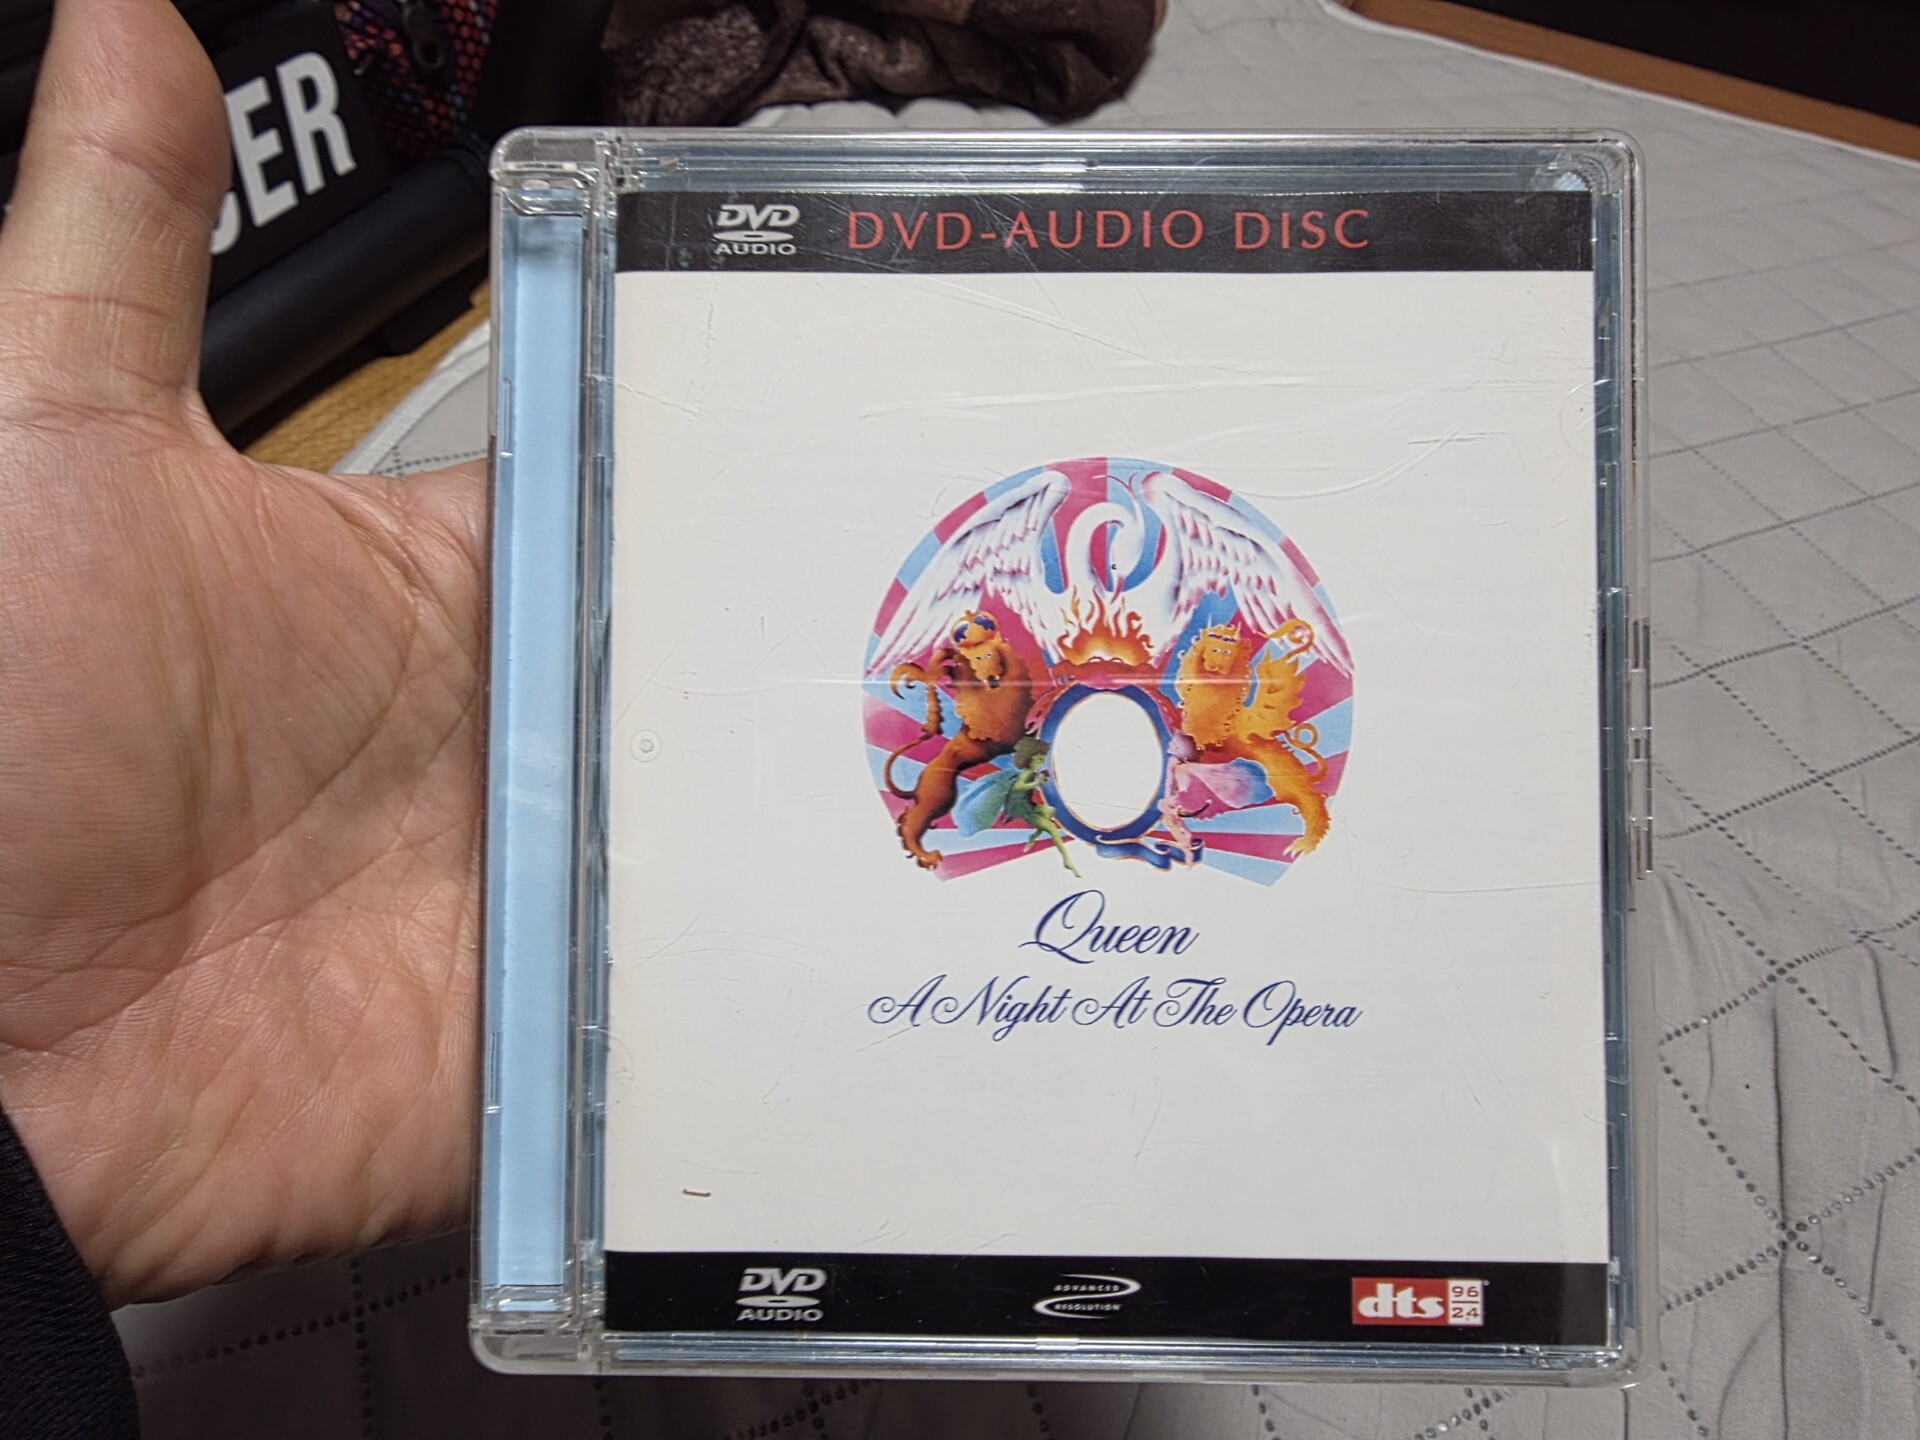 CER
DVD
AUDIO
DVD-AUDIO DISC
Queen
A Night At The Opera
DVD
AUDIO
ADVANCED
RESOLUTION
dts 96
24